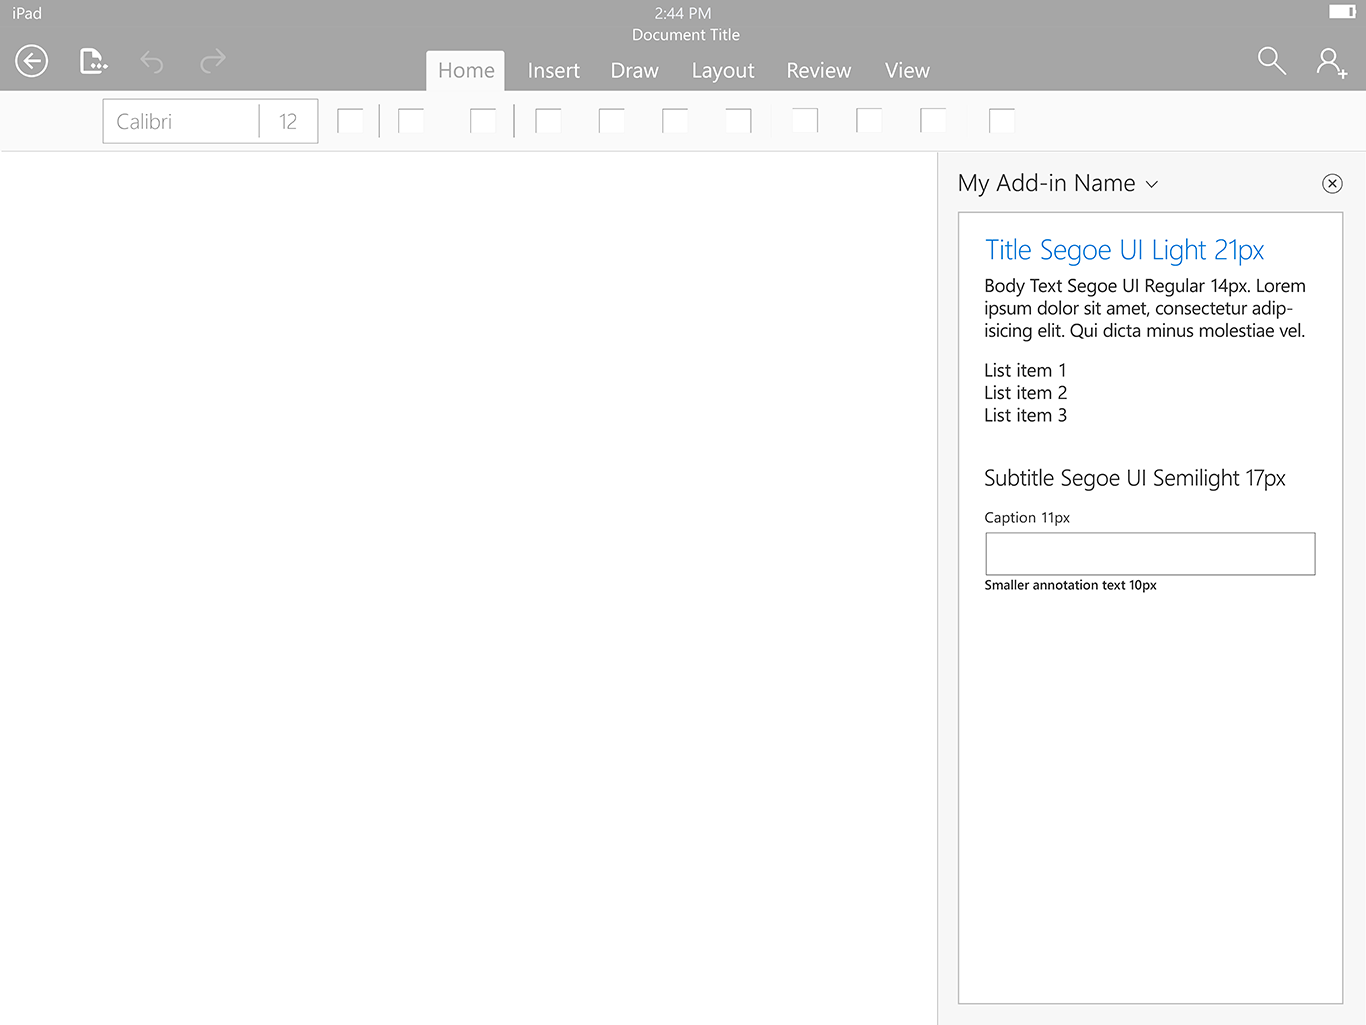 iPad
2:44 PM
Document Title
Home Insert Draw Layout Review View
Calibri 12
My Add-in Name
Title Segoe UI Light 21px
Body Text Segoe UI Regular 14px. Lorem
ipsum dolor sit amet, consectetur adip-
isicing elit. Qui dicta minus molestiae vel.
List item 1
List item 2
List item 3
Subtitle Segoe UI Semilight 17px
Caption 11px
Smaller annotation text 10px